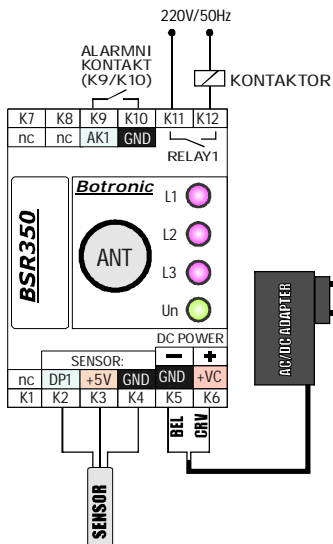 220V/50Hz
ALARMNI
KONTAKT
(K9/K10)
KONTAKTOR
K7 K8 K9 K10 K11 K12
nc nc AK1 GND
RELAY1
BSR350
Botronic
ANT
L1
L2
L3
Un
AC/DC ADAPTER
DC POWER
SENSOR: - +
nc DP1 +5V GND GND +VC
K1 K2 K3 K4 K5 K6
BEL CRV
SENSOR